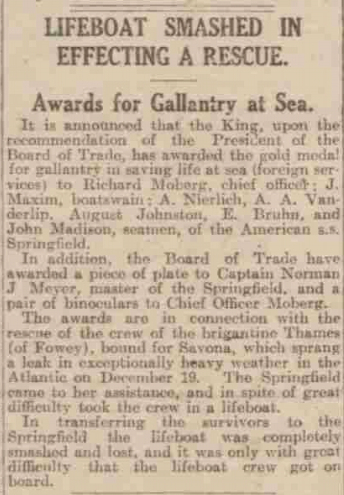 LIFEBOAT SMASHED IN
EFFECTING A RESCUE.
Awards for Gallantry at Sea.
It is announced that the King, upon the
recommendation of the President of the
Board of Trade, has awarded the gold medal
for gallantry in saving life at sea (foreign ser-
vices) to Richard Moberg, chief officer; J.
Maxim, boatswain; A. Nierlich, A. A. Van-
derlip, August Johnston, E. Bruhn, and
John Madison, seamen, of the American s.s.
Springfield.
In addition, the Board of Trade have
awarded a piece of plate to Captain Norman
J Meyer, master of the Springfield, and a
pair of binoculars to Chief Officer Moberg.
The awards are in connection with the
rescue of the crew of the brigantine Thames
(of Fowey), bound for Savona, which sprang
a leak in exceptionally heavy weather in the
Atlantic on December 19. The Springfield
came to her assistance, and in spite of great
difficulty took the crew in a lifeboat.
In transferring the survivors to the
Springfield the lifeboat was completely
smashed and lost, and it was only with great
difficulty that the lifeboat crew got on
board.